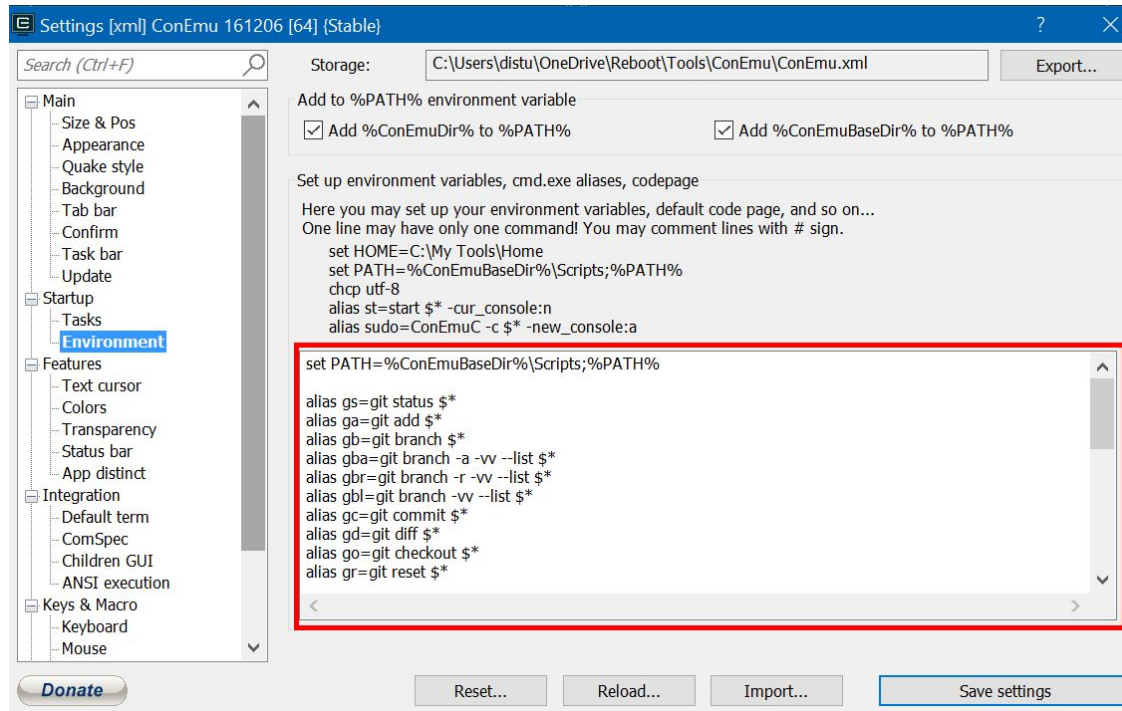 Settings [xml] ConEmu 161206 [64] {Stable}
?
Search (Ctrl+F)
Storage:
C:\Users\distu\OneDrive\Reboot\Tools\ConEmu\ConEmu.xml
Export...
Main
Size & Pos
Appearance
Quake style
Background
Tab bar
Confirm
Task bar
Update
Startup
Tasks
Environment
Features
Text cursor
Colors
Transparency
Status bar
App distinct
Integration
Default term
ComSpec
Children GUI
ANSI execution
Keys & Macro
Keyboard
Mouse
Add to %PATH% environment variable
Add %ConEmuDir% to %PATH%
Add %ConEmuBaseDir% to %PATH%
Set up environment variables, cmd.exe aliases, codepage
Here you may set up your environment variables, default code page, and so on...
One line may have only one command! You may comment lines with # sign.
set HOME=C:\My Tools\Home
set PATH=%ConEmuBaseDir%\Scripts;%PATH%
chcp utf-8
alias st=start $* -cur_console:n
alias sudo=ConEmuC -c $* -new_console:a
set PATH=%ConEmuBaseDir%\Scripts;%PATH%
alias gs=git status $*
alias ga=git add $*
alias gb=git branch $*
alias gba=git branch -a -vv --list $*
alias gbr=git branch -r -vv --list $*
alias gbl=git branch -vv --list $*
alias gc=git commit $*
alias gd=git diff $*
alias go=git checkout $*
alias gr=git reset $*
Donate
Reset...
Reload...
Import...
Save settings